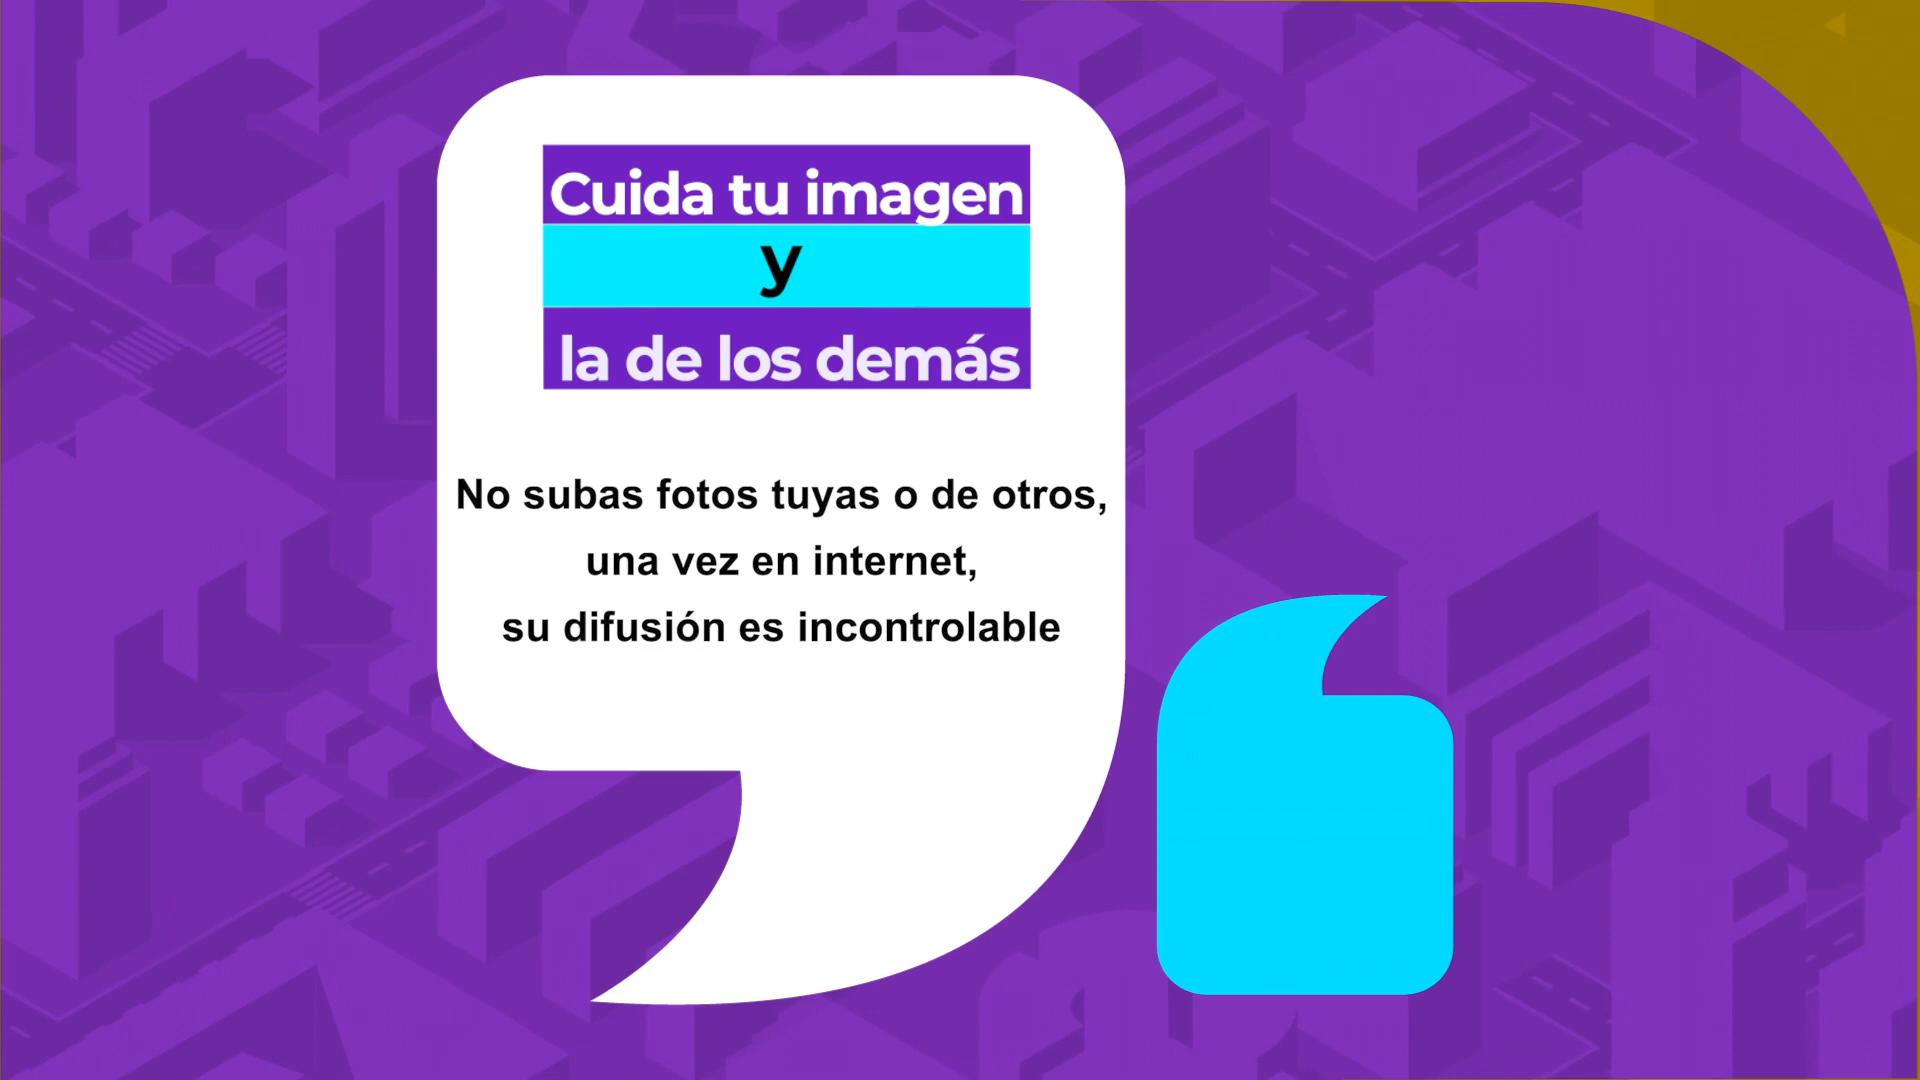 Cuida tu imagen
y
la de los demás
No subas fotos tuyas o de otros,
una vez en internet,
su difusión es incontrolable